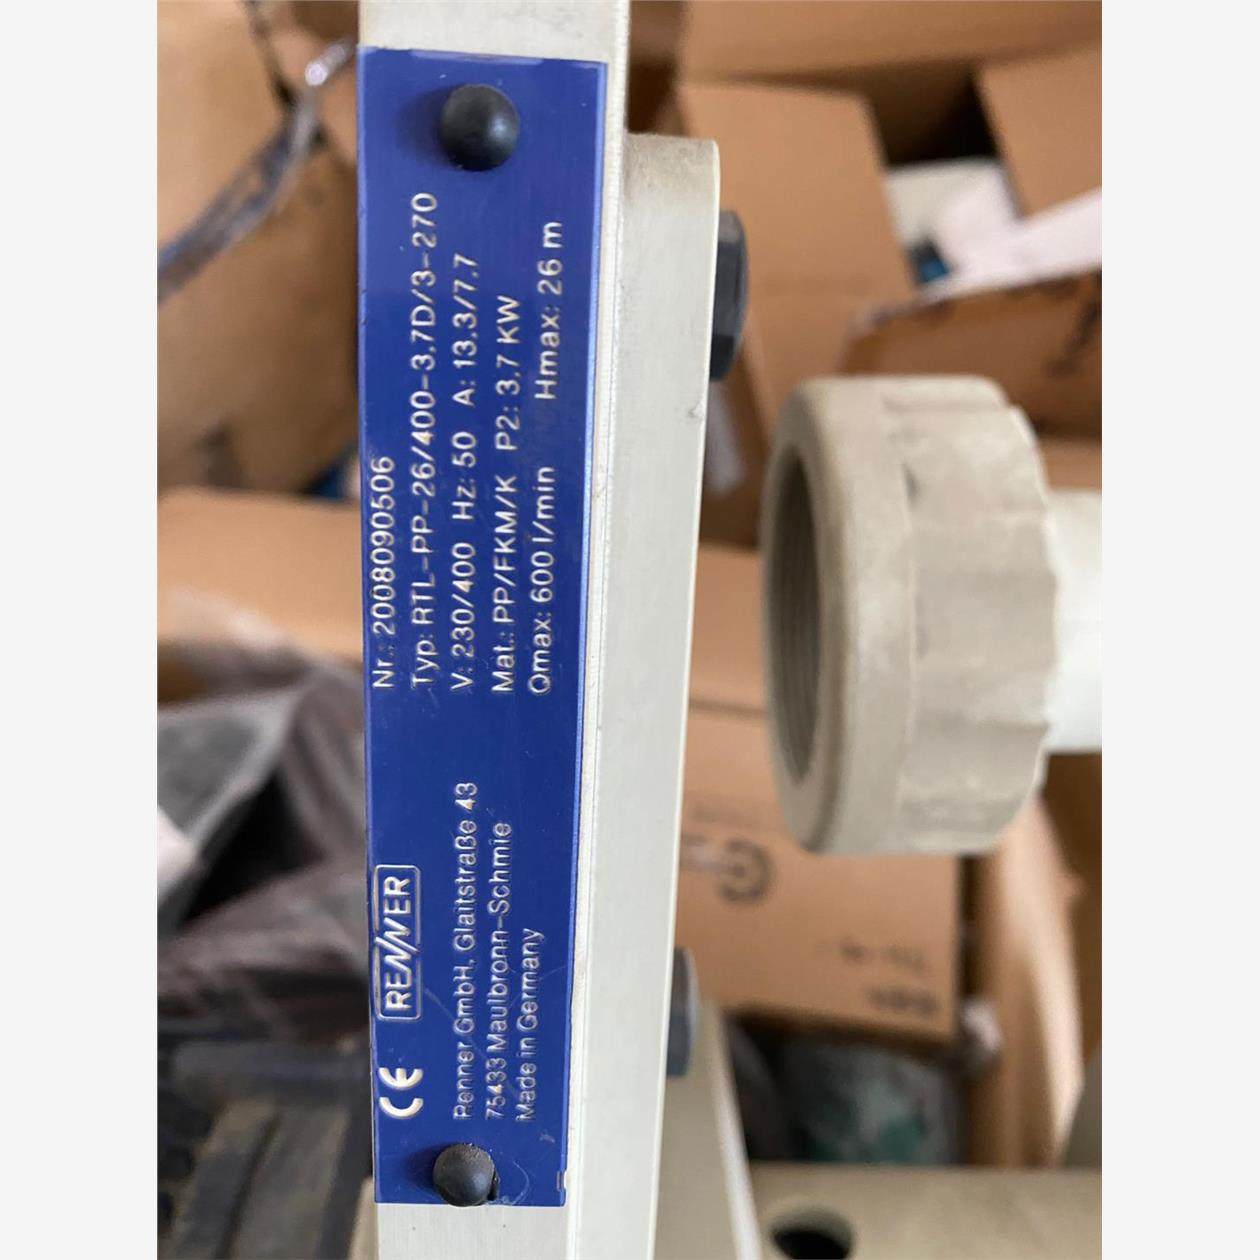 CE RENNER
Renner GmbH, Glaitstraße 43
75433 Maulbronn-Schmie
Made in Germany
Nr.: 2008090506
Typ: RTL-PP-26/400-3,7D/3-270
V: 230/400 Hz: 50 A: 13,3/7,7
Mat.: PP/FKM/K P2: 3,7 KW
Qmax: 600 l/min Hmax: 26 m